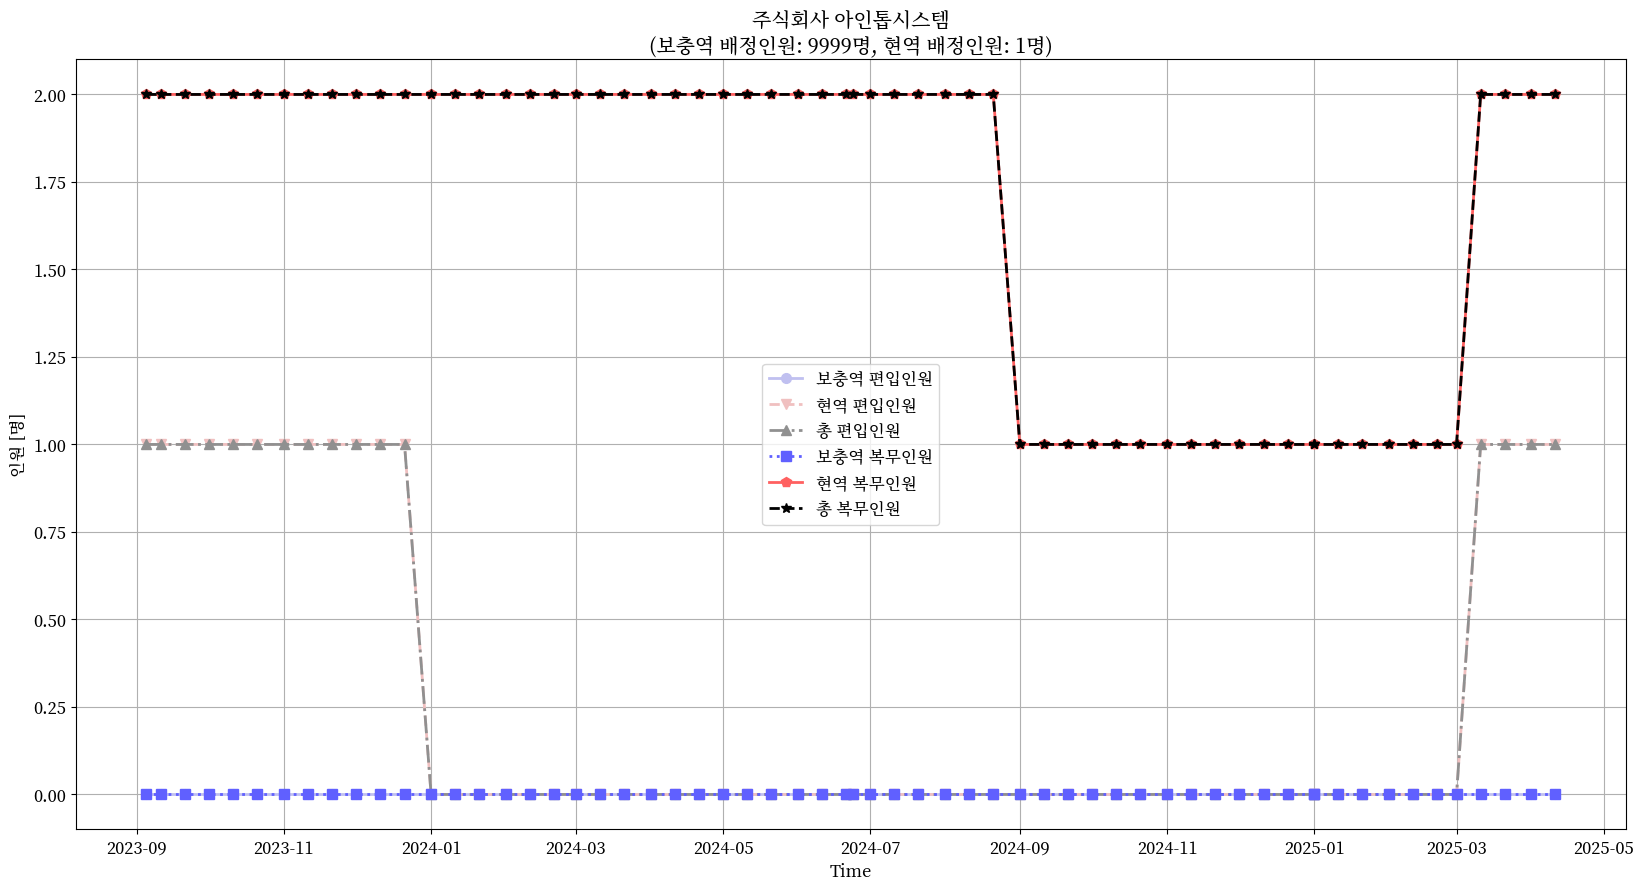 주식회사 아인톱시스템
(보충역 배정인원: 9999명, 현역 배정인원: 1명)
인원 [명]
2.00
1.75
1.50
1.25
1.00
0.75
0.50
0.25
0.00
보충역 편입인원
현역 편입인원
총 편입인원
보충역 복무인원
현역 복무인원
총 복무인원
2023-09 2023-11 2024-01 2024-03 2024-05 2024-07 2024-09 2024-11 2025-01 2025-03 2025-05
Time